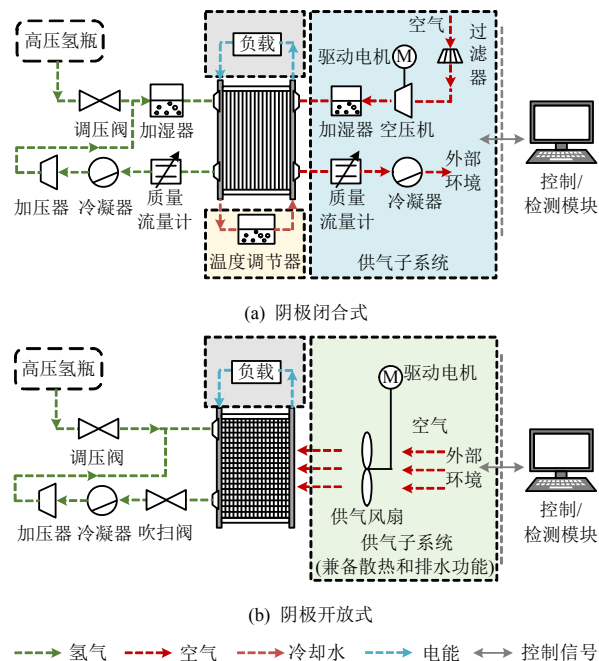 高压氢瓶
负载
空气
过滤器
驱动电机
M
调压阀
加湿器
加湿器
空压机
外部
环境
加压器
冷凝器
质量
流量计
质量
流量计
冷凝器
控制/
检测模块
温度调节器
供气子系统
(a) 阴极闭合式
高压氢瓶
负载
M
驱动电机
空气
调压阀
外部
环境
加压器
冷凝器
吹扫阀
供气风扇
控制/
检测模块
供气子系统
(兼备散热和排水功能)
(b) 阴极开放式
氢气
空气
冷却水
电能
控制信号